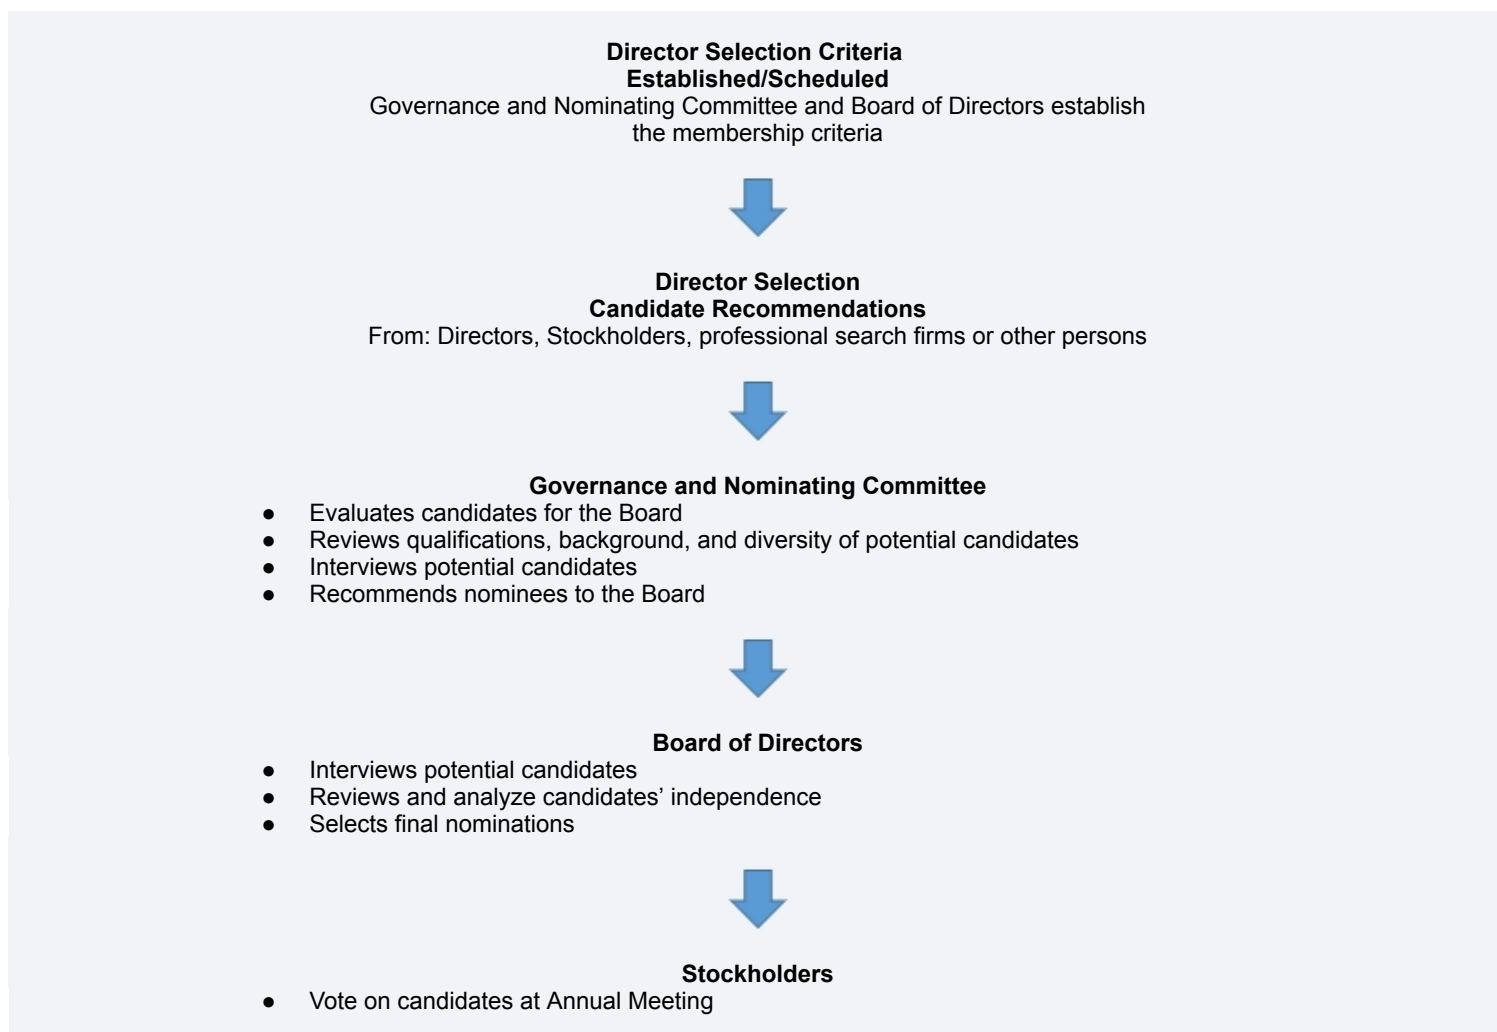 Director Selection Criteria
Established/Scheduled
Governance and Nominating Committee and Board of Directors establish
the membership criteria
Director Selection
Candidate Recommendations
From: Directors, Stockholders, professional search firms or other persons
Governance and Nominating Committee
● Evaluates candidates for the Board
● Reviews qualifications, background, and diversity of potential candidates
● Interviews potential candidates
● Recommends nominees to the Board
Board of Directors
● Interviews potential candidates
● Reviews and analyze candidates’ independence
● Selects final nominations
Stockholders
● Vote on candidates at Annual Meeting